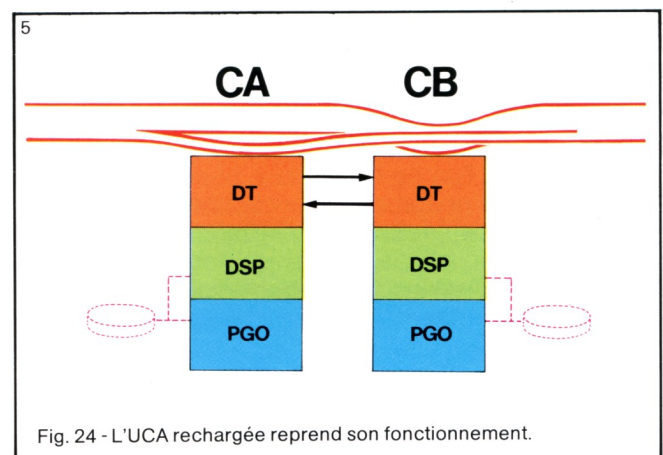 5
CA CB
DT DT
DSP DSP
PGO PGO
Fig. 24 - L'UCA rechargée reprend son fonctionnement.